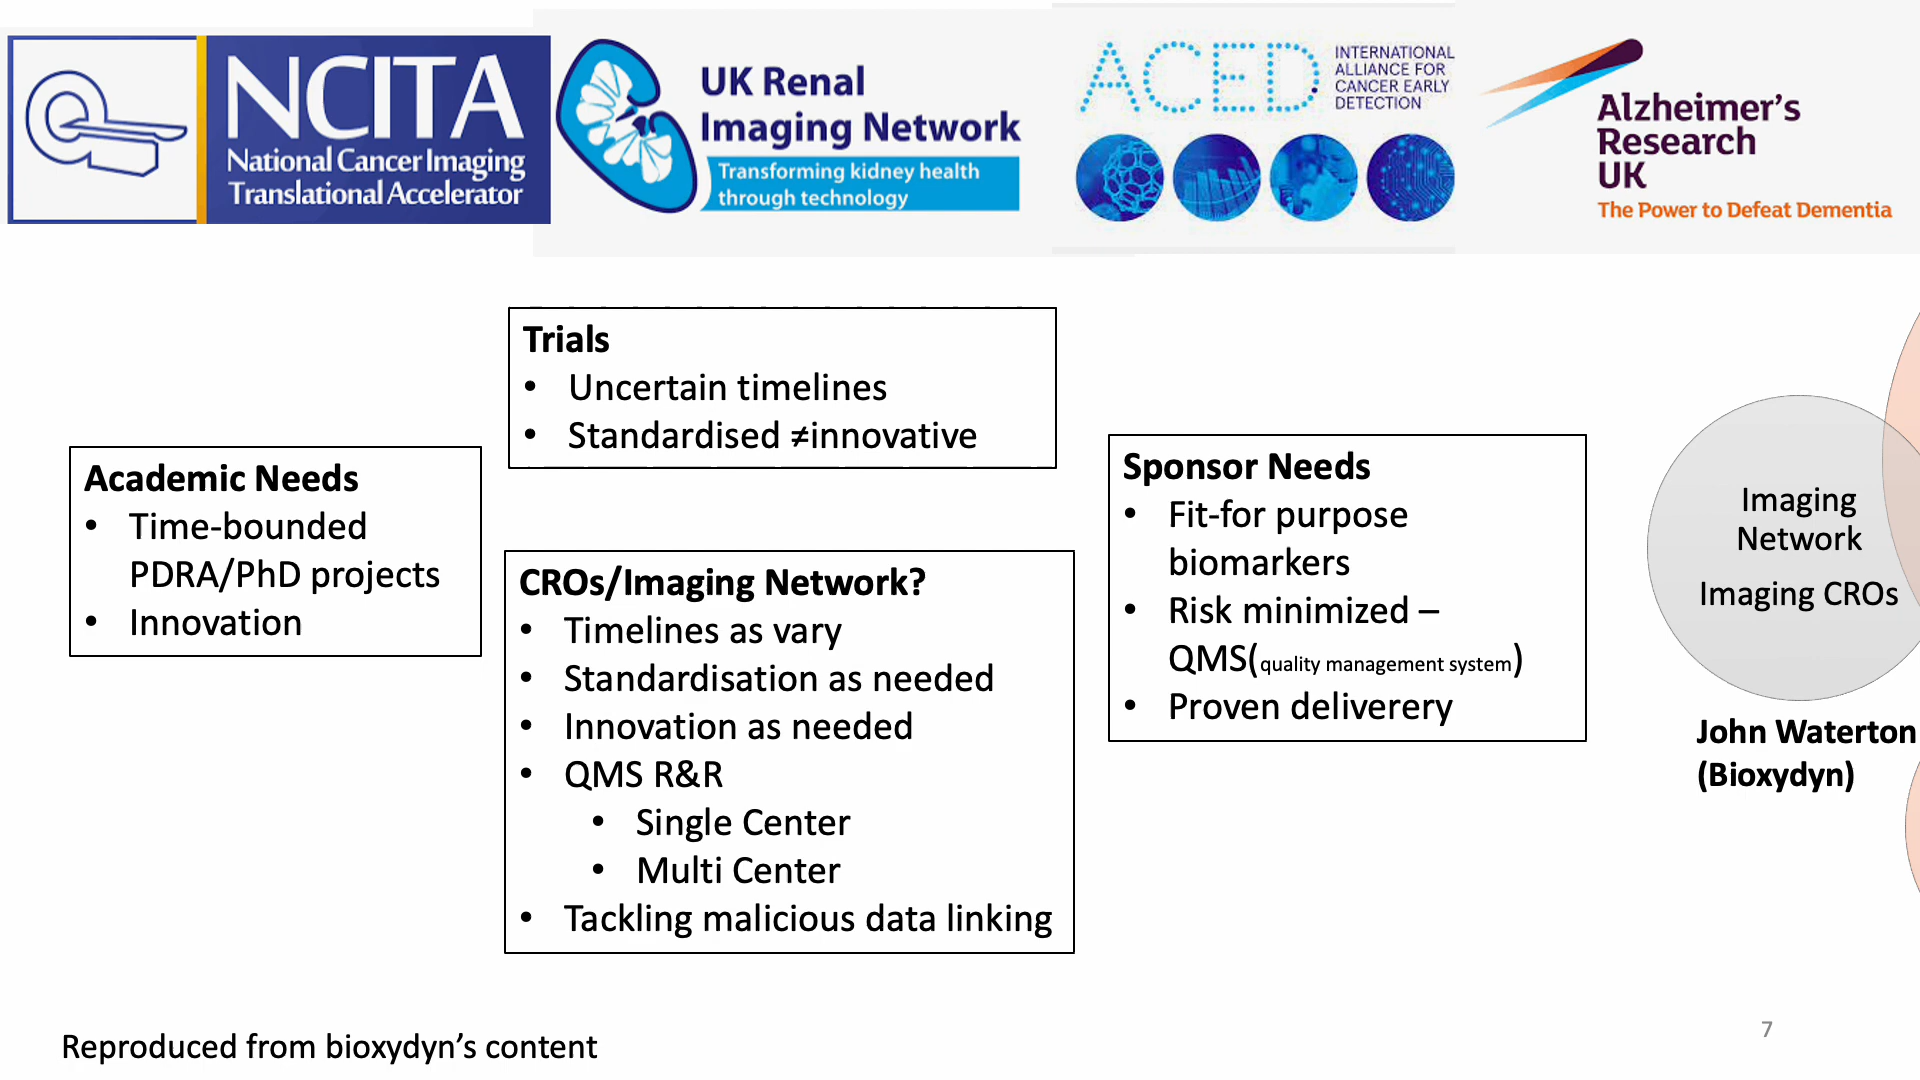 NCITA
National Cancer Imaging
Translational Accelerator
UK Renal
Imaging Network
Transforming kidney health
through technology
ACED
INTERNATIONAL
ALLIANCE FOR
CANCER EARLY
DETECTION
Alzheimer's
Research
UK
The Power to Defeat Dementia
Trials
• Uncertain timelines
• Standardised ≠innovative
Academic Needs
• Time-bounded
PDRA/PhD projects
• Innovation
CROs/Imaging Network?
• Timelines as vary
• Standardisation as needed
• Innovation as needed
• QMS R&R
• Single Center
• Multi Center
• Tackling malicious data linking
Sponsor Needs
• Fit-for purpose
biomarkers
• Risk minimized –
QMS(quality management system)
• Proven deliverery
Imaging
Network
Imaging CROs
John Waterton
(Bioxydyn)
Reproduced from bioxydyn's content
7